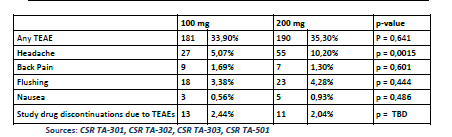 100 mg 200 mg p-value
Any TEAE 181 33,90% 190 35,30% P = 0,641
Headache 27 5,07% 55 10,20% P = 0,0015
Back Pain 9 1,69% 7 1,30% P = 0,601
Flushing 18 3,38% 23 4,28% P = 0,444
Nausea 3 0,56% 5 0,93% P = 0,486
Study drug discontinuations due to TEAEs 13 2,44% 11 2,04% p = TBD
Sources: CSR TA-301, CSR TA-302, CSR TA-303, CSR TA-501